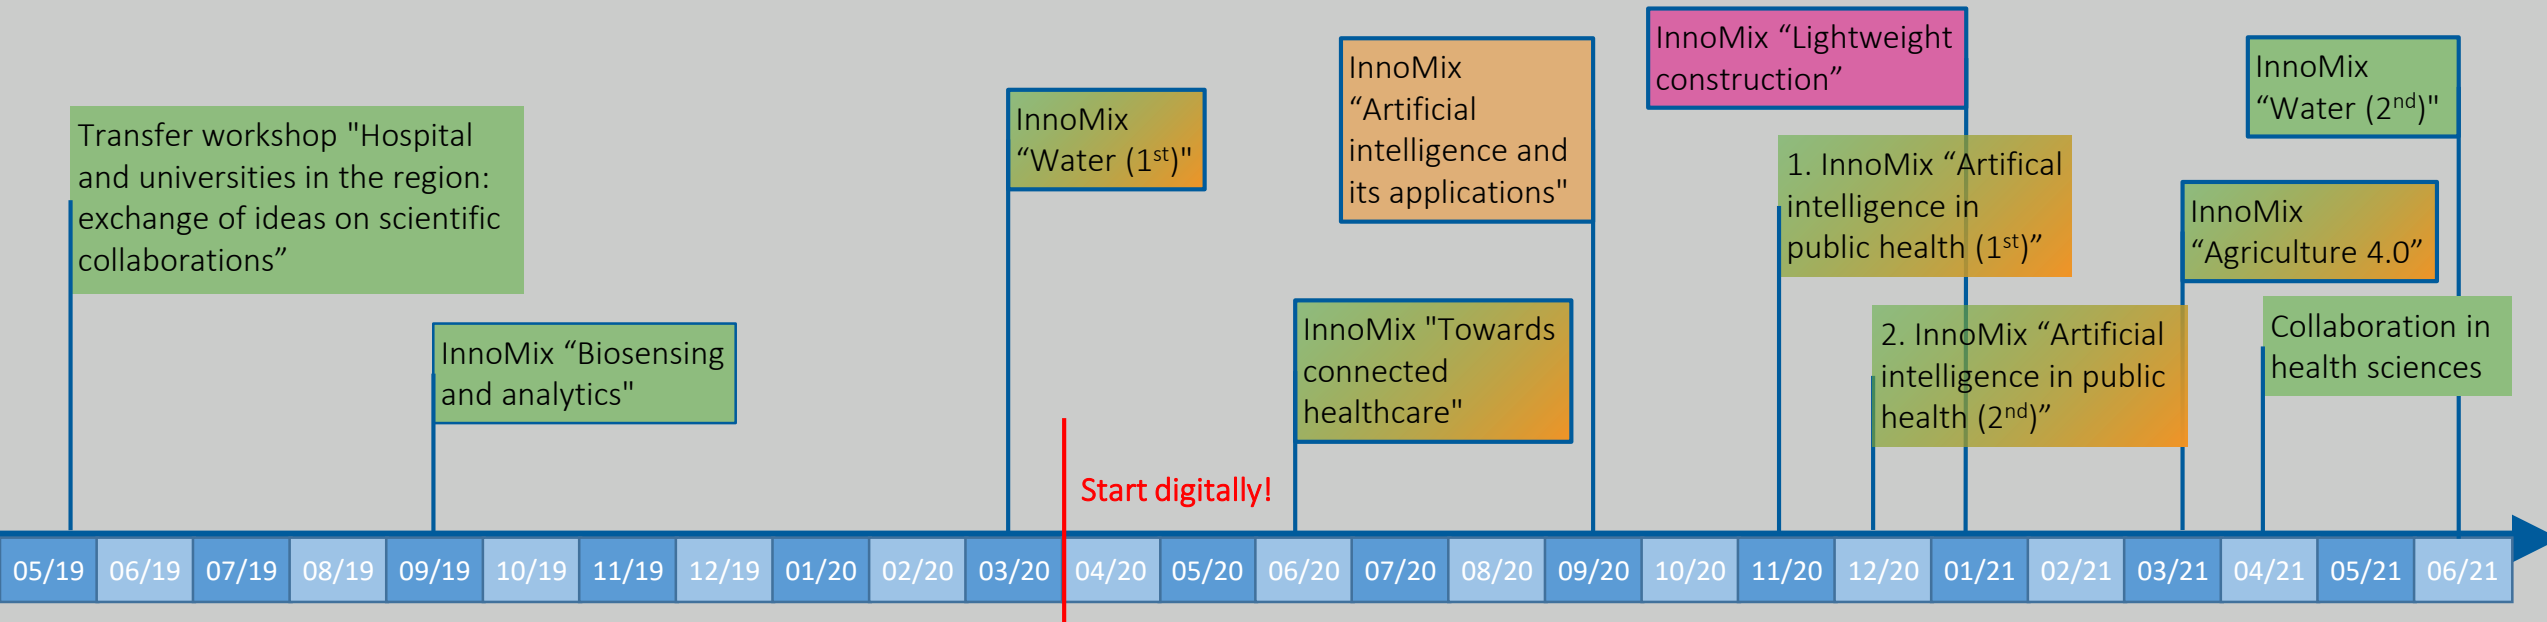 Transfer workshop "Hospital
and universities in the region:
exchange of ideas on scientific
collaborations”
InnoMix “Biosensing
and analytics"
InnoMix
“Water (1st)"
Start digitally!
InnoMix "Towards
connected
healthcare"
InnoMix
“Artificial
intelligence and
its applications"
InnoMix “Lightweight
construction”
1. InnoMix “Artifical
intelligence in
public health (1st)”
2. InnoMix “Artificial
intelligence in public
health (2nd)”
InnoMix
“Water (2nd)"
InnoMix
“Agriculture 4.0”
Collaboration in
health sciences
05/19 06/19 07/19 08/19 09/19 10/19 11/19 12/19 01/20 02/20 03/20 04/20 05/20 06/20 07/20 08/20 09/20 10/20 11/20 12/20 01/21 02/21 03/21 04/21 05/21 06/21